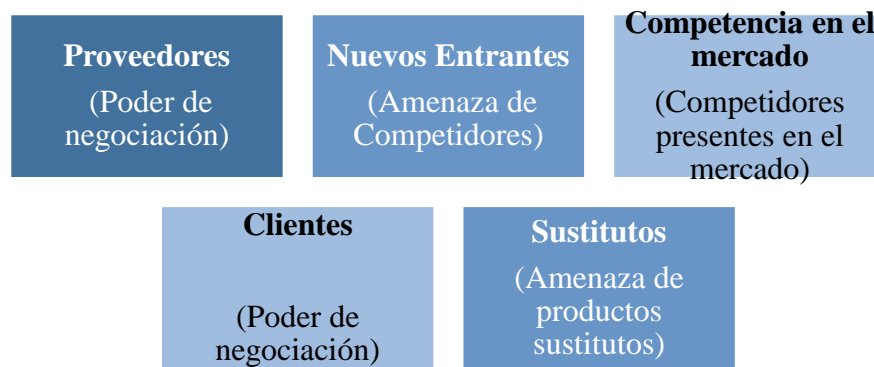 Proveedores
(Poder de
negociación)
Nuevos Entrantes
(Amenaza de
Competidores)
Competencia en el
mercado
(Competidores
presentes en el
mercado)
Clientes
(Poder de
negociación)
Sustitutos
(Amenaza de
productos
sustitutos)